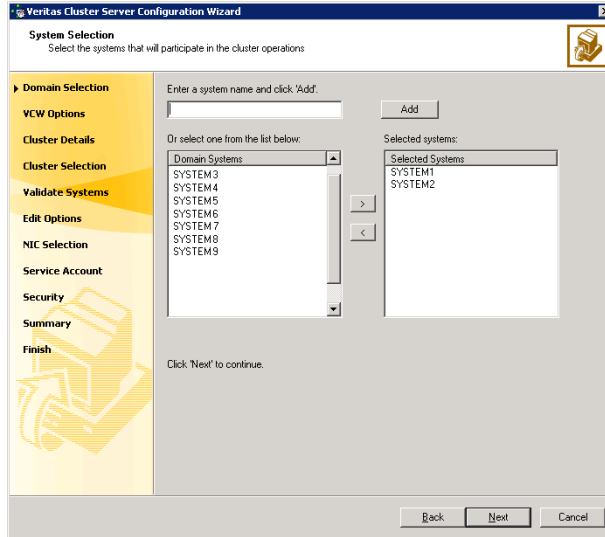 Veritas Cluster Server Configuration Wizard
System Selection
Select the systems that will participate in the cluster operations
Domain Selection
VCW Options
Cluster Details
Cluster Selection
Validate Systems
Edit Options
NIC Selection
Service Account
Security
Summary
Finish
Enter a system name and click 'Add'.
Add
Or select one from the list below:
Domain Systems
SYSTEM3
SYSTEM4
SYSTEM5
SYSTEM6
SYSTEM7
SYSTEM8
SYSTEM9
>
<
Selected systems:
Selected Systems
SYSTEM1
SYSTEM2
Click 'Next' to continue.
Back
Next
Cancel